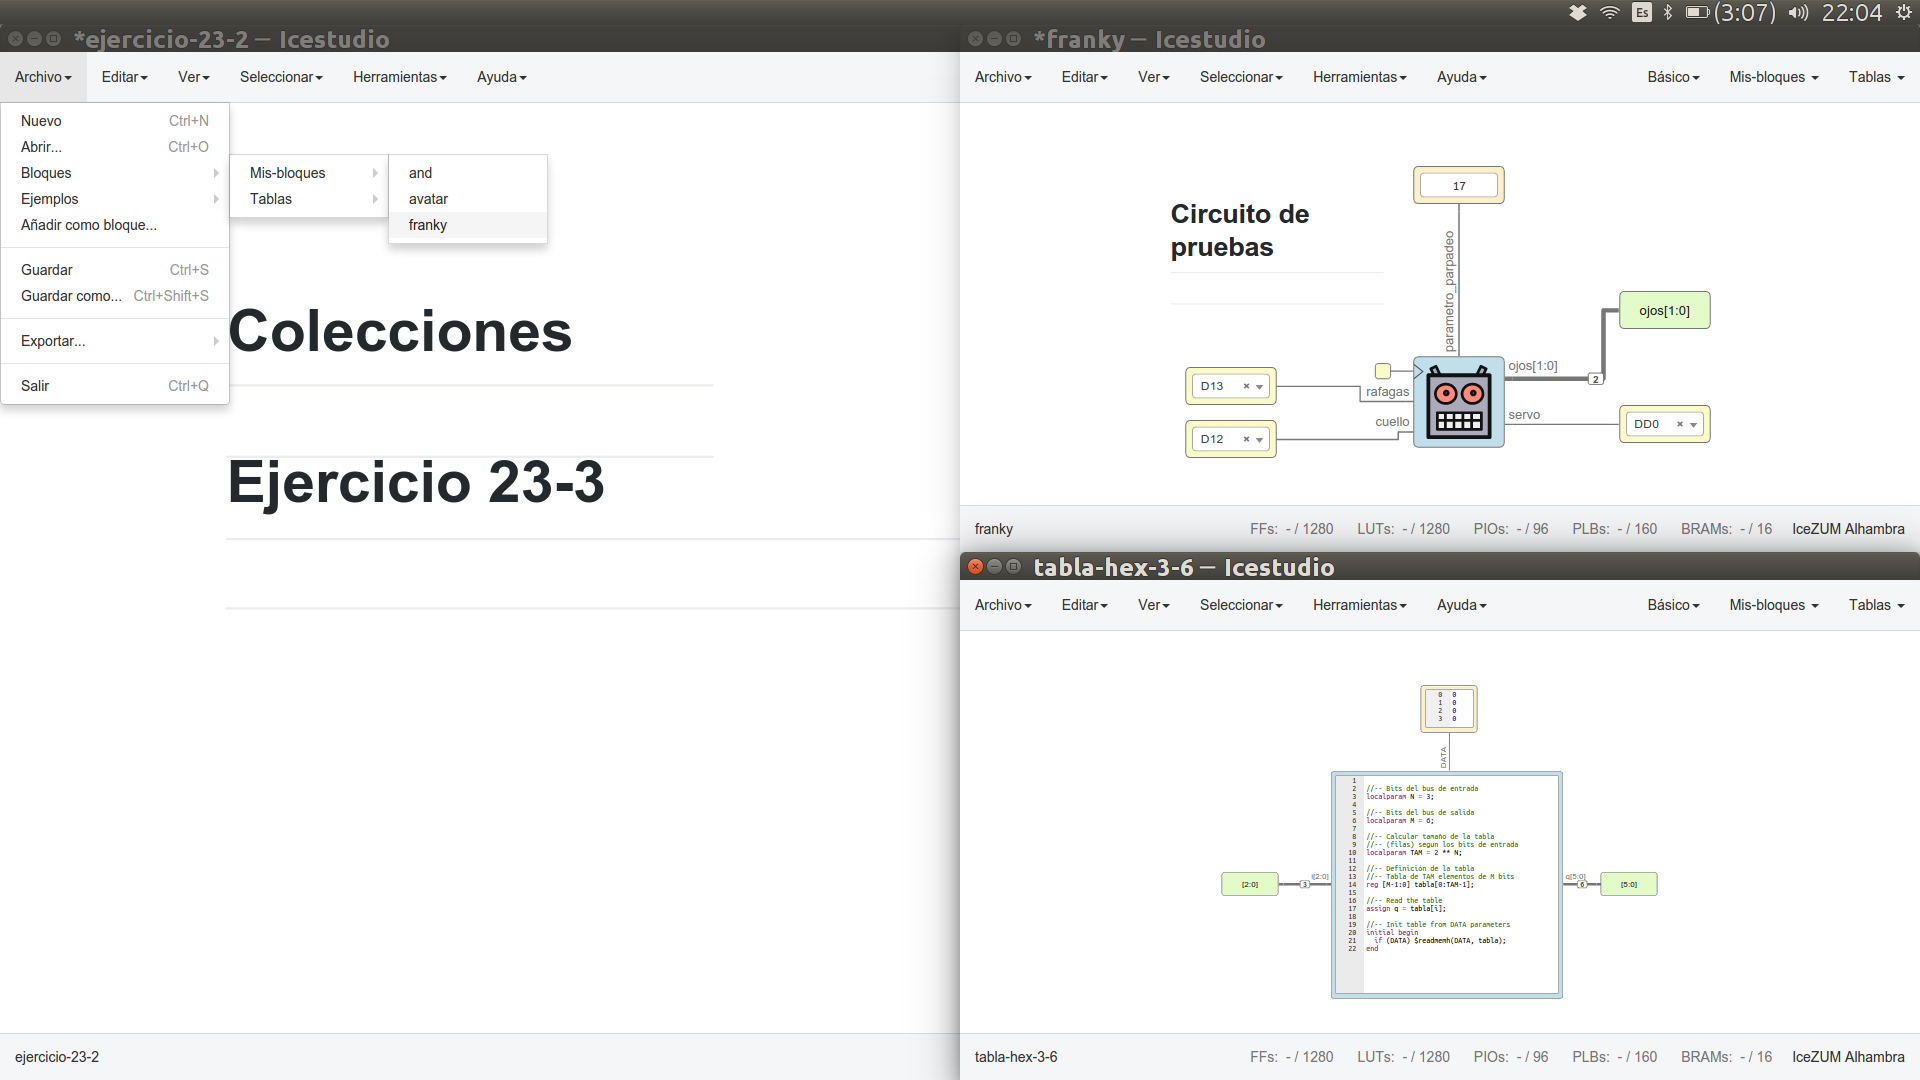 Es (3:07) 22:04
*ejercicio-23-2 — Icestudio
Archivo Editar Ver Seleccionar Herramientas Ayuda
Nuevo Ctrl+N
Abrir... Ctrl+O
Bloques
Ejemplos
Añadir como bloque...
Guardar Ctrl+S
Guardar como... Ctrl+Shift+S
Exportar...
Salir Ctrl+Q
Mis-bloques
Tablas
and
avatar
franky
Colecciones
Ejercicio 23-3
ejercicio-23-2
*franky — Icestudio
Archivo Editar Ver Seleccionar Herramientas Ayuda Básico Mis-bloques Tablas
Circuito de
pruebas
17
parametro_parpadeo
ojos[1:0]
ojos[1:0]
2
D13
rafagas
cuello
D12
servo
DD0
franky FFs: - / 1280 LUTs: - / 1280 PIOs: - / 96 PLBs: - / 160 BRAMs: - / 16 IceZUM Alhambra
tabla-hex-3-6 — Icestudio
Archivo Editar Ver Seleccionar Herramientas Ayuda Básico Mis-bloques Tablas
0 0
1 0
2 0
3 0
DATA
1
2 //-- Bits del bus de entrada
3 localparam N = 3;
4
5 //-- Bits del bus de salida
6 localparam M = 6;
7
8 //-- Calcular tamaño de la tabla
9 //-- (filas) segun los bits de entrada
10 localparam TAM = 2 ** N;
11
12 //-- Definición de la tabla
13 //-- Tabla de TAM elementos de M bits
14 reg [M-1:0] tabla[0:TAM-1];
15
16 //-- Read the table
17 assign q = tabla[i];
18
19 //-- Init table from DATA parameters
20 initial begin
21 if (DATA) $readmemh(DATA, tabla);
22 end
[2:0]
3
i[2:0]
q[5:0]
6
[5:0]
tabla-hex-3-6 FFs: - / 1280 LUTs: - / 1280 PIOs: - / 96 PLBs: - / 160 BRAMs: - / 16 IceZUM Alhambra